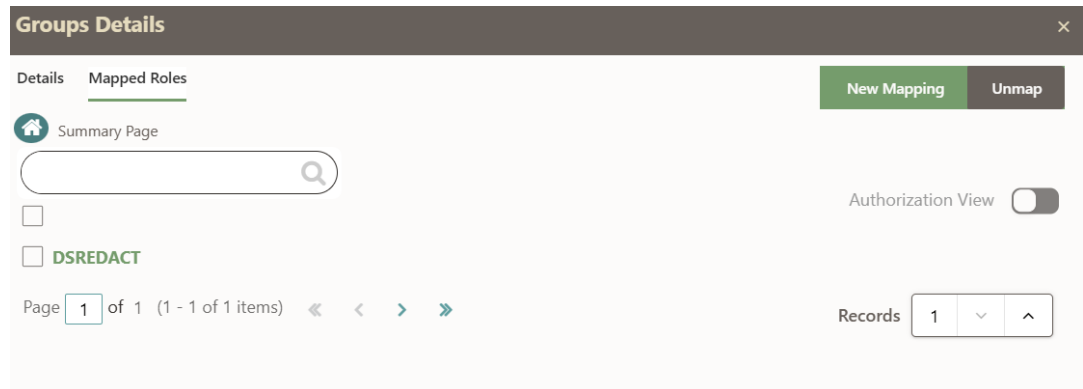 Groups Details ×
Details Mapped Roles
New Mapping Unmap
Summary Page
Authorization View
DSREDACT
Page 1 of 1 (1 - 1 of 1 items)
Records 1